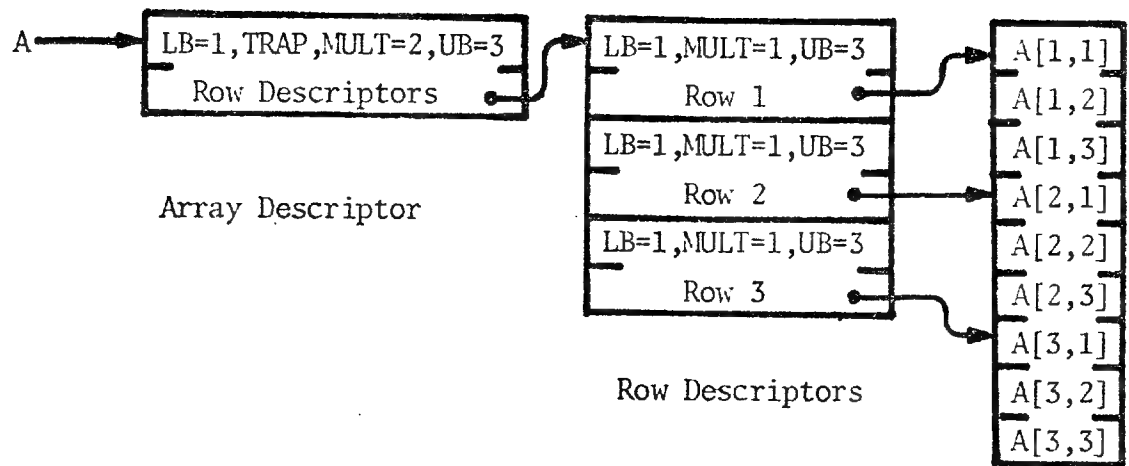 A
LB=1,TRAP,MULT=2,UB=3
Row Descriptors
Array Descriptor
LB=1,MULT=1,UB=3
Row 1
LB=1,MULT=1,UB=3
Row 2
LB=1,MULT=1,UB=3
Row 3
Row Descriptors
A[1,1]
A[1,2]
A[1,3]
A[2,1]
A[2,2]
A[2,3]
A[3,1]
A[3,2]
A[3,3]